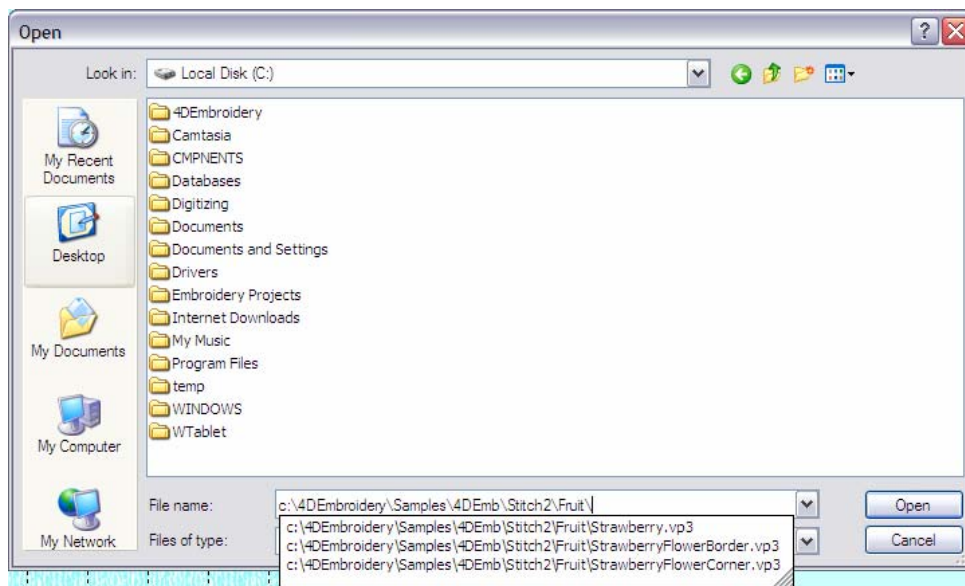 Open
Look in:
Local Disk (C:)
My Recent
Documents
Desktop
My Documents
My Computer
My Network
4DEmbroidery
Camtasia
CMPNENTS
Databases
Digitizing
Documents
Documents and Settings
Drivers
Embroidery Projects
Internet Downloads
My Music
Program Files
temp
WINDOWS
WTablet
File name:
c:\4DEmbroidery\Samples\4DEmb\Stitch2\Fruit\
Open
Files of type:
c:\4DEmbroidery\Samples\4DEmb\Stitch2\Fruit\Strawberry.vp3
c:\4DEmbroidery\Samples\4DEmb\Stitch2\Fruit\StrawberryFlowerBorder.vp3
c:\4DEmbroidery\Samples\4DEmb\Stitch2\Fruit\StrawberryFlowerCorner.vp3
Cancel